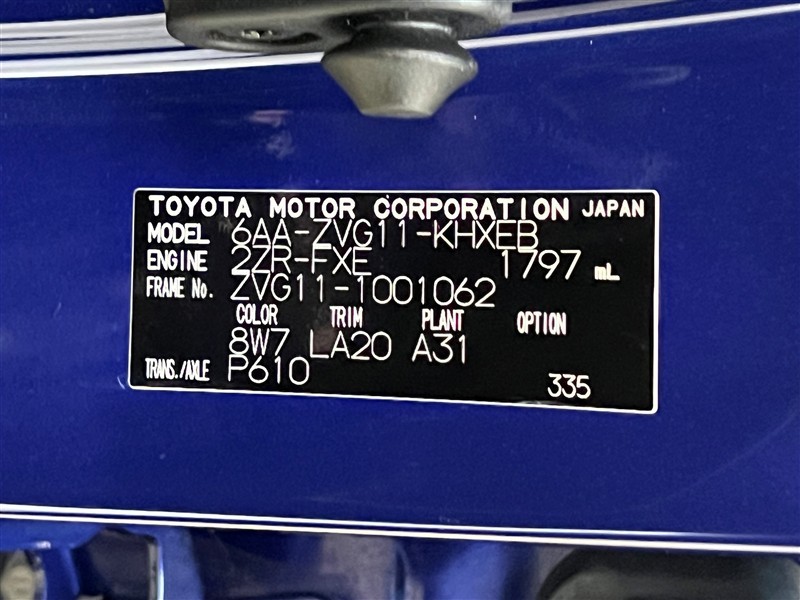 TOYOTA MOTOR CORPORATION JAPAN
MODEL 6AA-ZVG11-KHXEB
ENGINE 2ZR-FXE 1797 mL
FRAME No. ZVG11-1001062
COLOR TRIM PLANT OPTION
8W7 LA20 A31
TRANS./AXLE P610
335